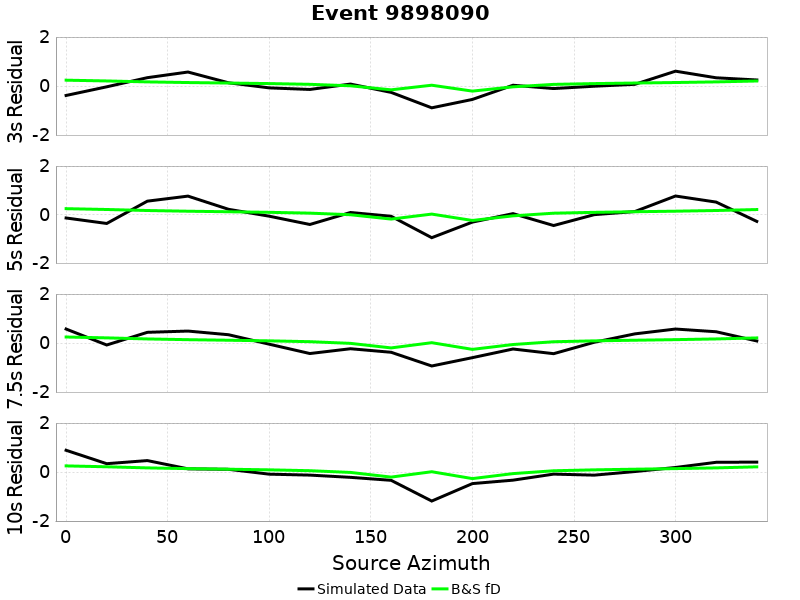 Event 9898090
3s Residual
2
0
-2
5s Residual
2
0
-2
7.5s Residual
2
0
-2
10s Residual
2
0
-2
0 50 100 150 200 250 300
Source Azimuth
Simulated Data B&S fD